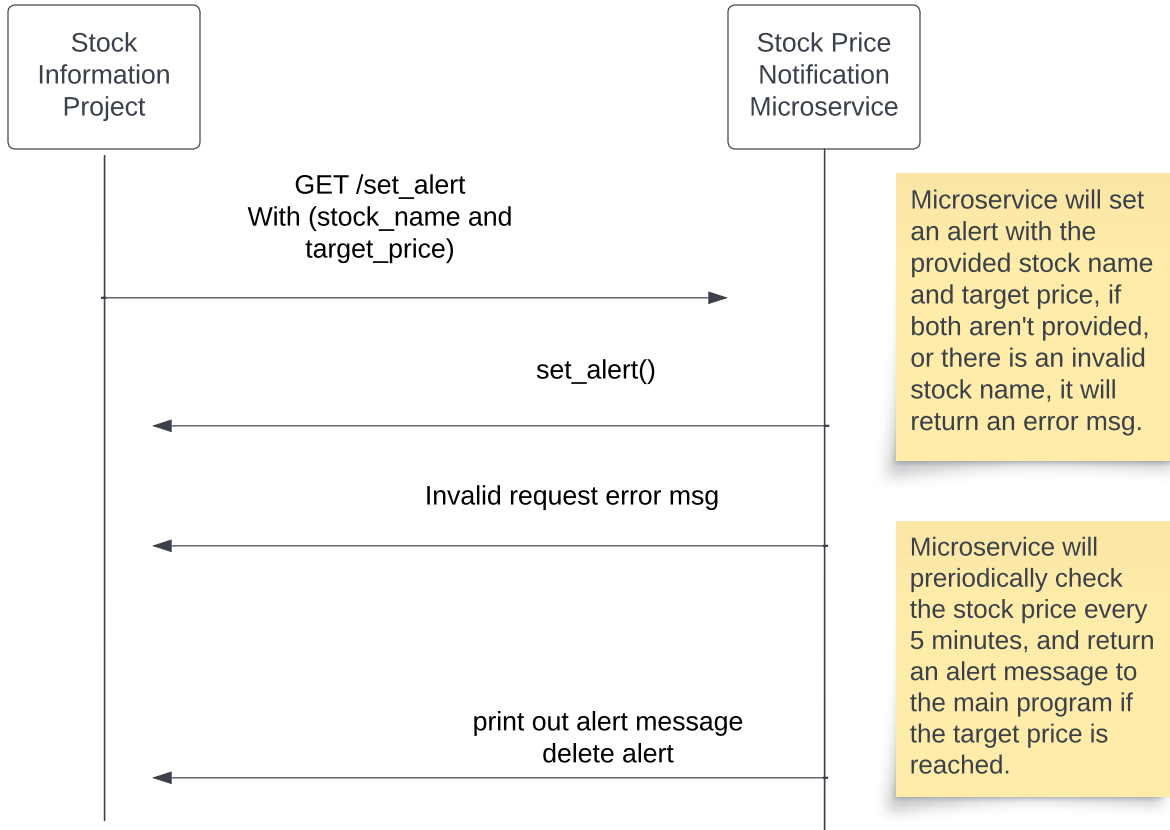 Stock
Information
Project
Stock Price
Notification
Microservice
GET /set_alert
With (stock_name and
target_price)
Microservice will set
an alert with the
provided stock name
and target price, if
both aren't provided,
or there is an invalid
stock name, it will
return an error msg.
set_alert()
Invalid request error msg
Microservice will
preriodically check
the stock price every
5 minutes, and return
an alert message to
the main program if
the target price is
reached.
print out alert message
delete alert